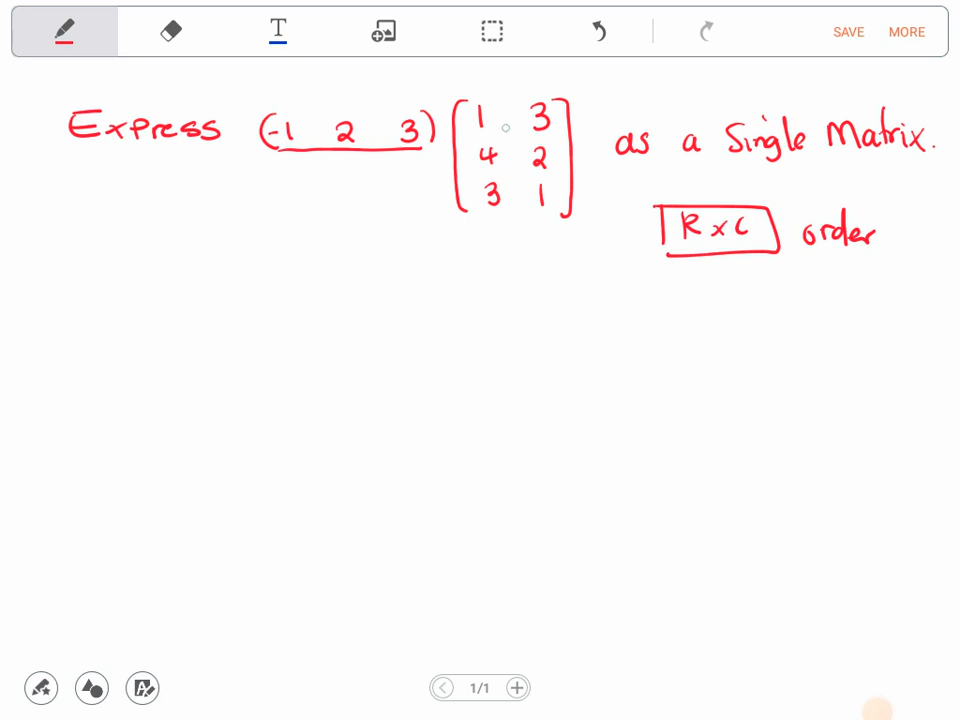 T SAVE MORE
Express (-1 2 3) [1 3 as a Single Matrix.
4 2
3 1]
R x C order
1/1